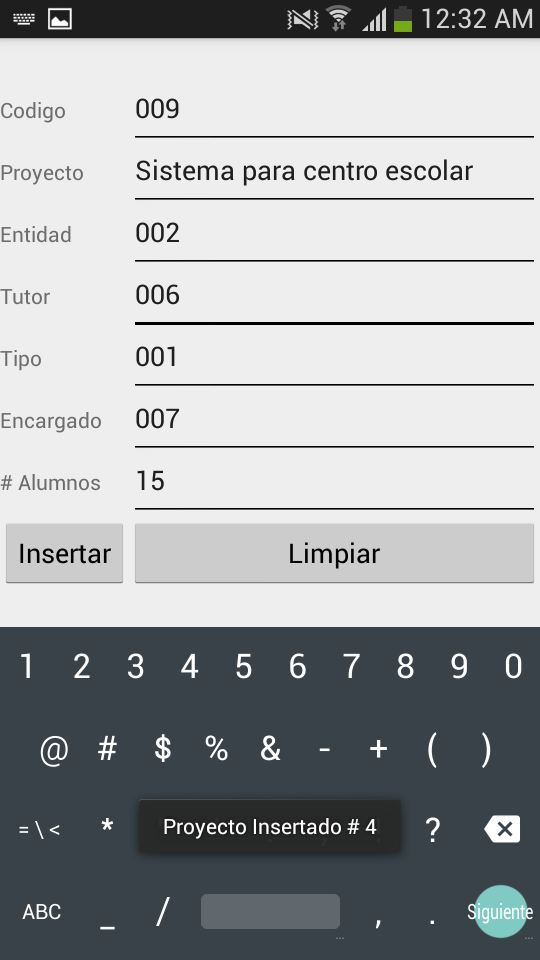 12:32 AM
Codigo 009
Proyecto Sistema para centro escolar
Entidad 002
Tutor 006
Tipo 001
Encargado 007
# Alumnos 15
Insertar Limpiar
1 2 3 4 5 6 7 8 9 0
@ # $ % & - + ( )
= \ < * Proyecto Insertado # 4 ?
ABC _ / , . Siguiente